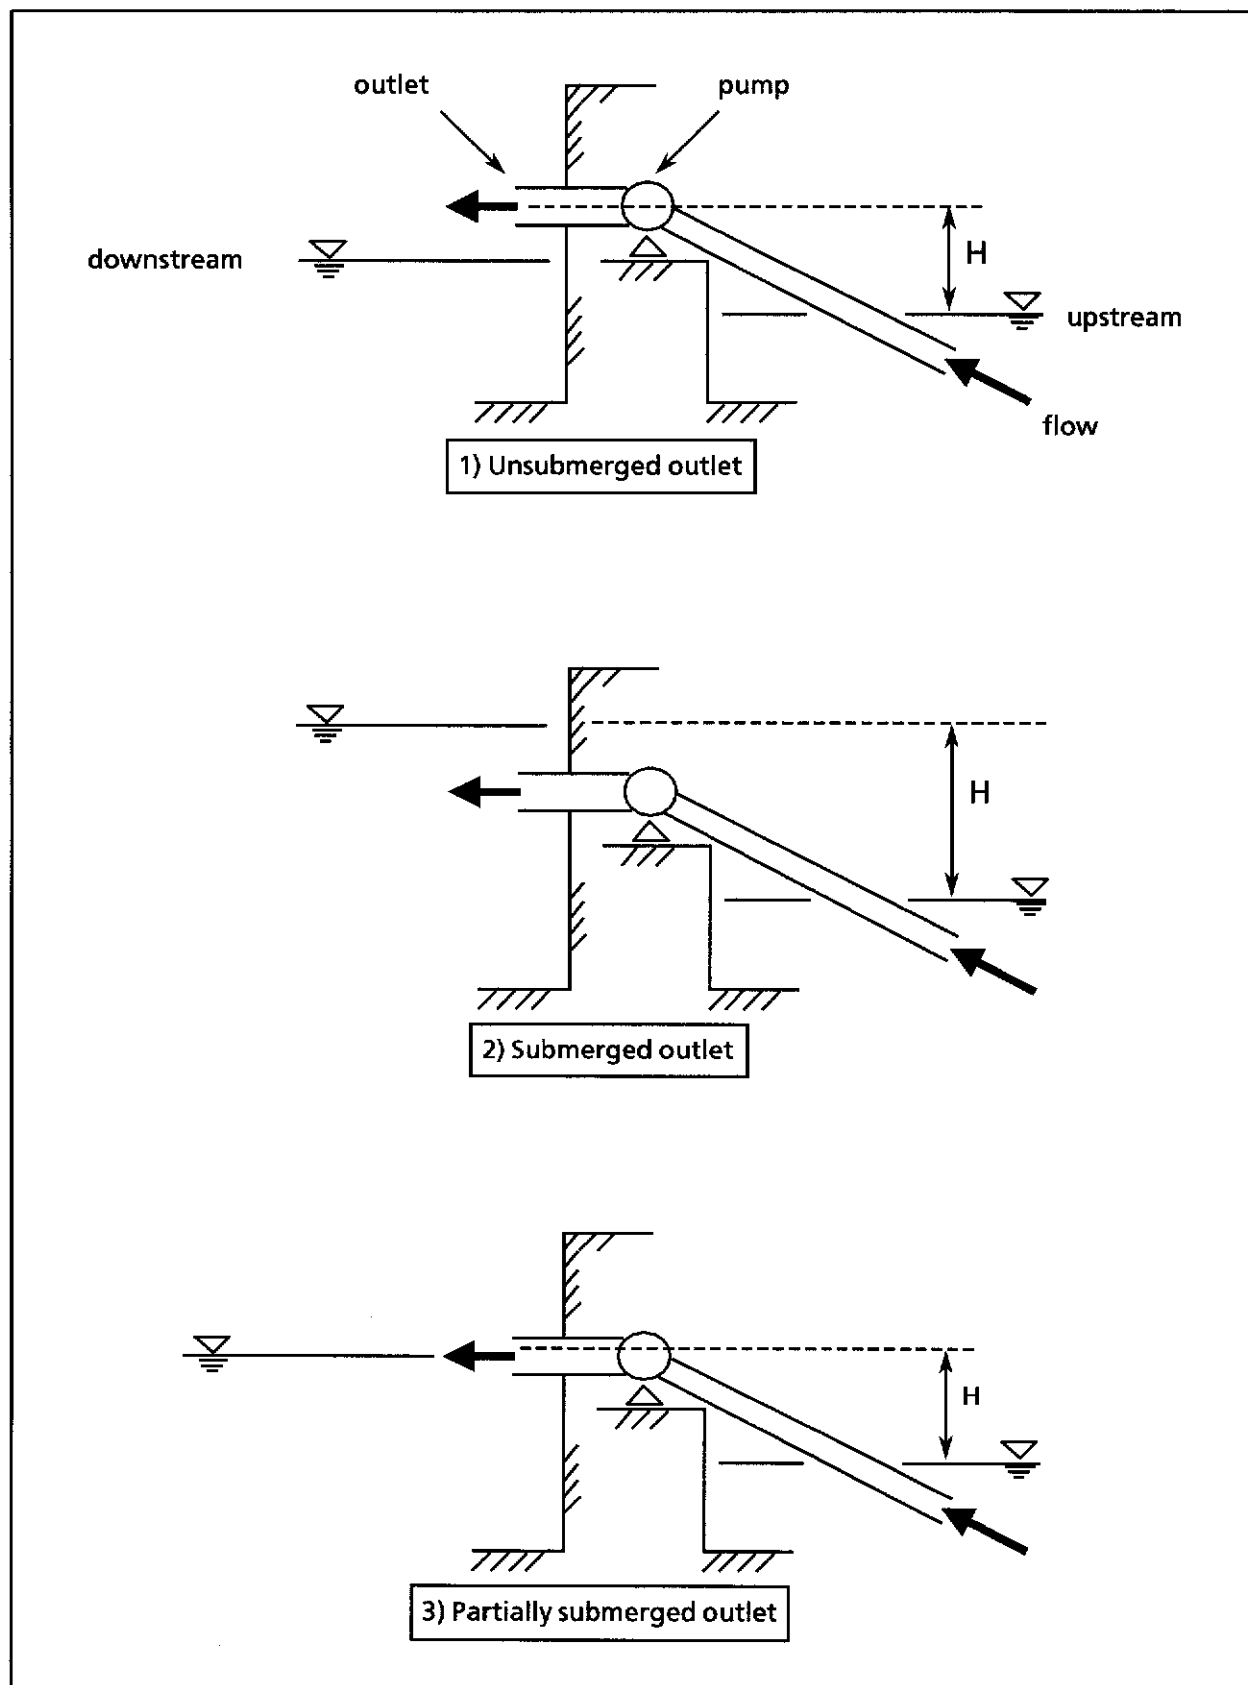 outlet
pump
downstream
H
upstream
flow
1) Unsubmerged outlet
H
2) Submerged outlet
H
3) Partially submerged outlet